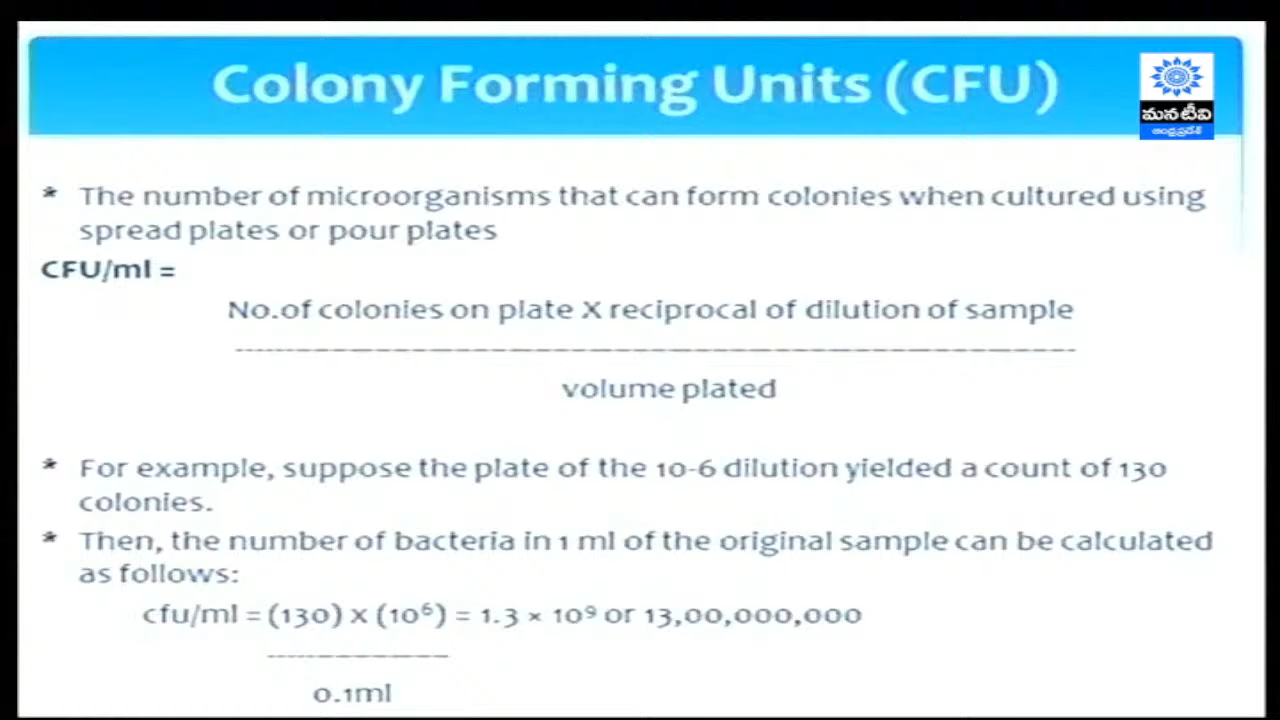 Colony Forming Units (CFU)
మనటీవి
ఆంధ్రప్రదేశ్
* The number of microorganisms that can form colonies when cultured using
spread plates or pour plates
CFU/ml =
No.of colonies on plate X reciprocal of dilution of sample
--------------------------------------------------------------------
volume plated
* For example, suppose the plate of the 10-6 dilution yielded a count of 130
colonies.
* Then, the number of bacteria in 1 ml of the original sample can be calculated
as follows:
cfu/ml = (130) x (10⁶) = 1.3 × 10⁹ or 13,00,000,000
---------------------
0.1ml